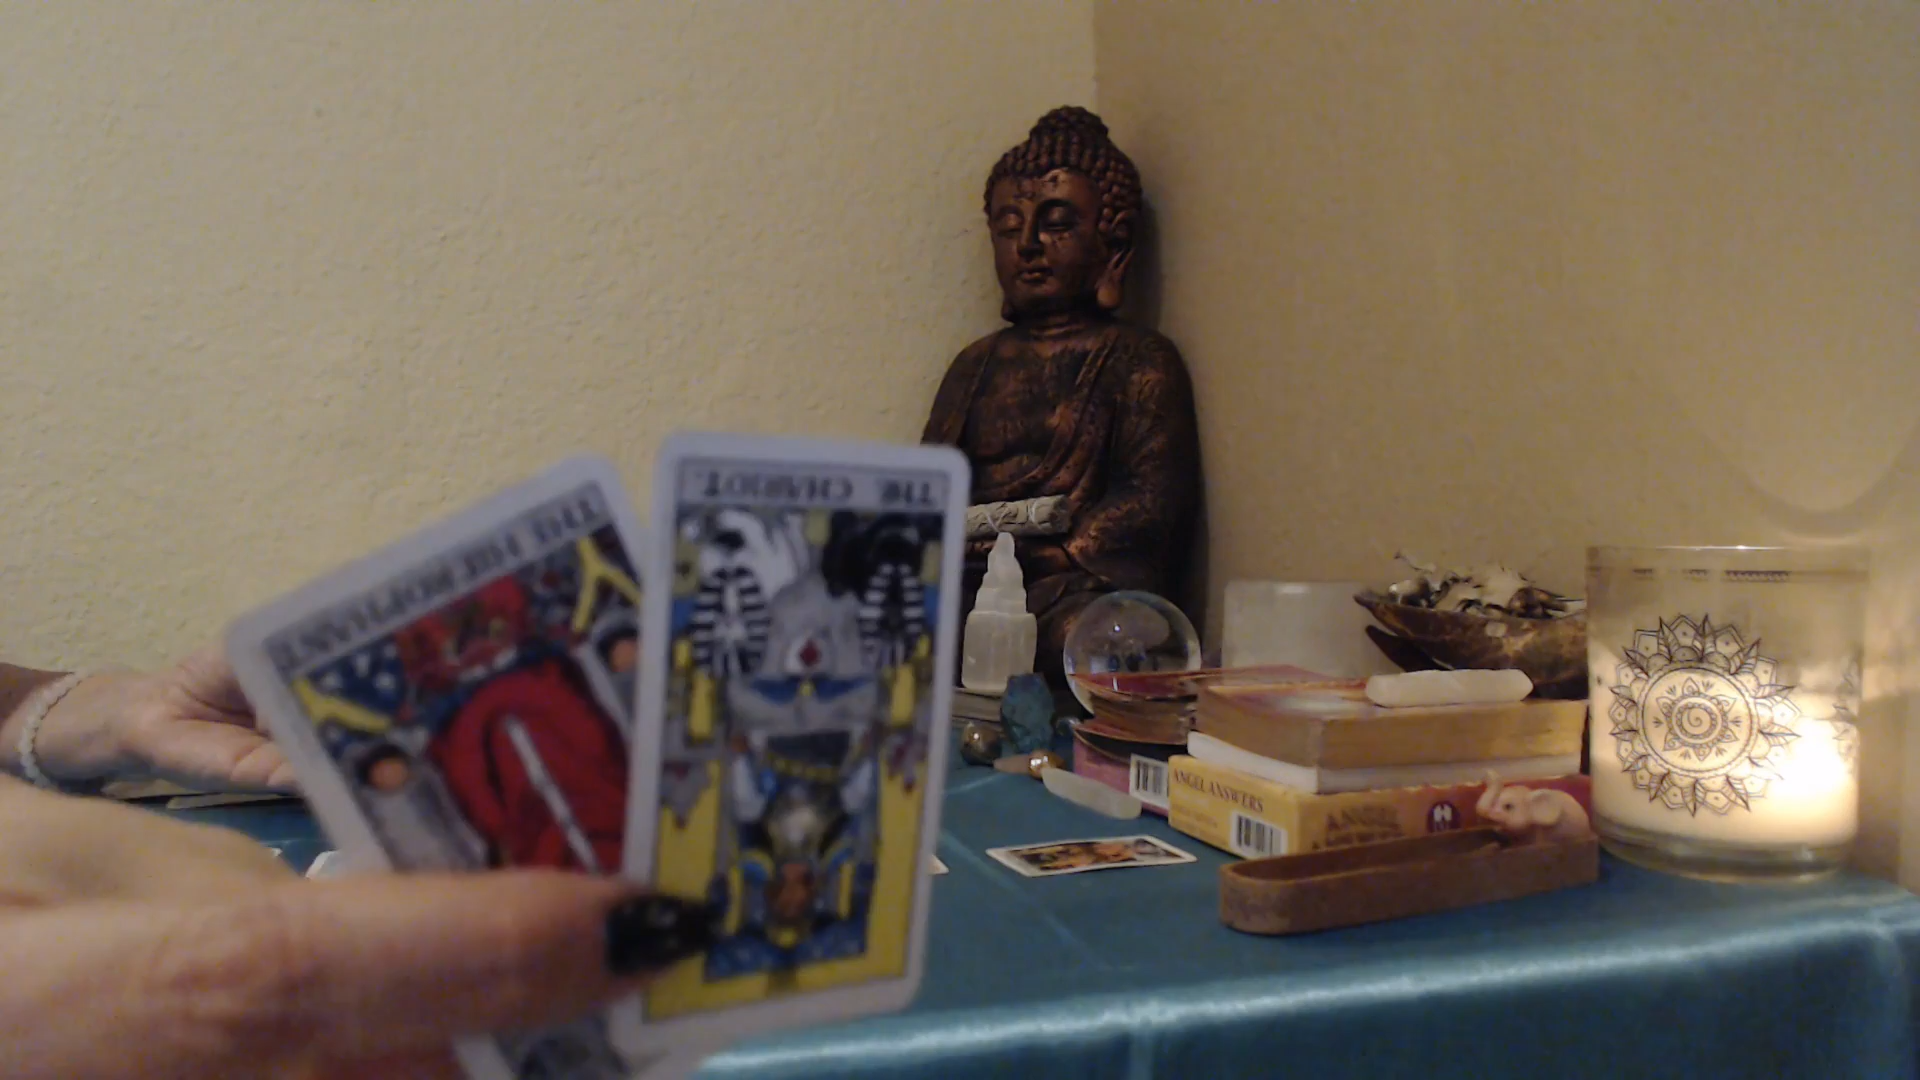 THE HIEROPHANT
THE CHARIOT.
ANGEL ANSWERS
ANGEL